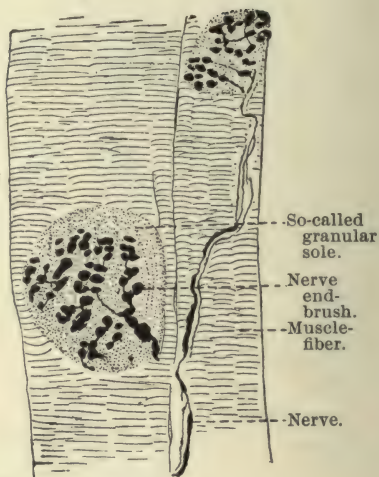 So-called
granular
sole.
Nerve
end-
brush.
Muscle-
fiber.
Nerve.